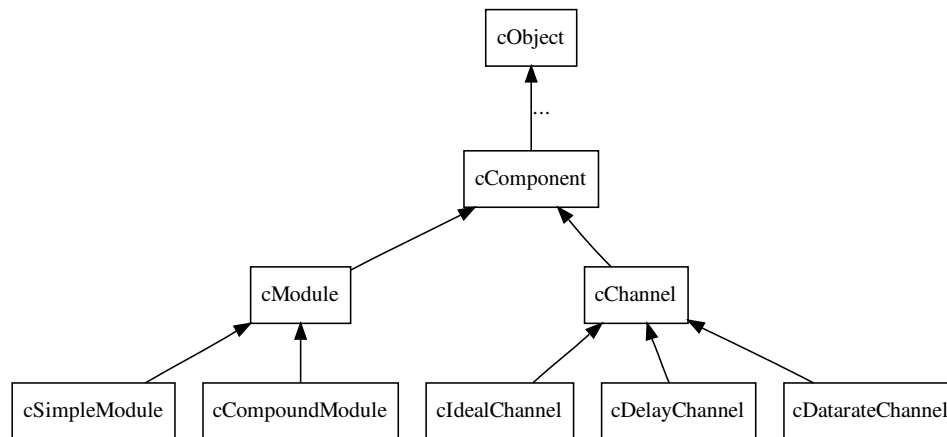 cObject
...
cComponent
cModule
cChannel
cSimpleModule
cCompoundModule
cIdealChannel
cDelayChannel
cDatarateChannel